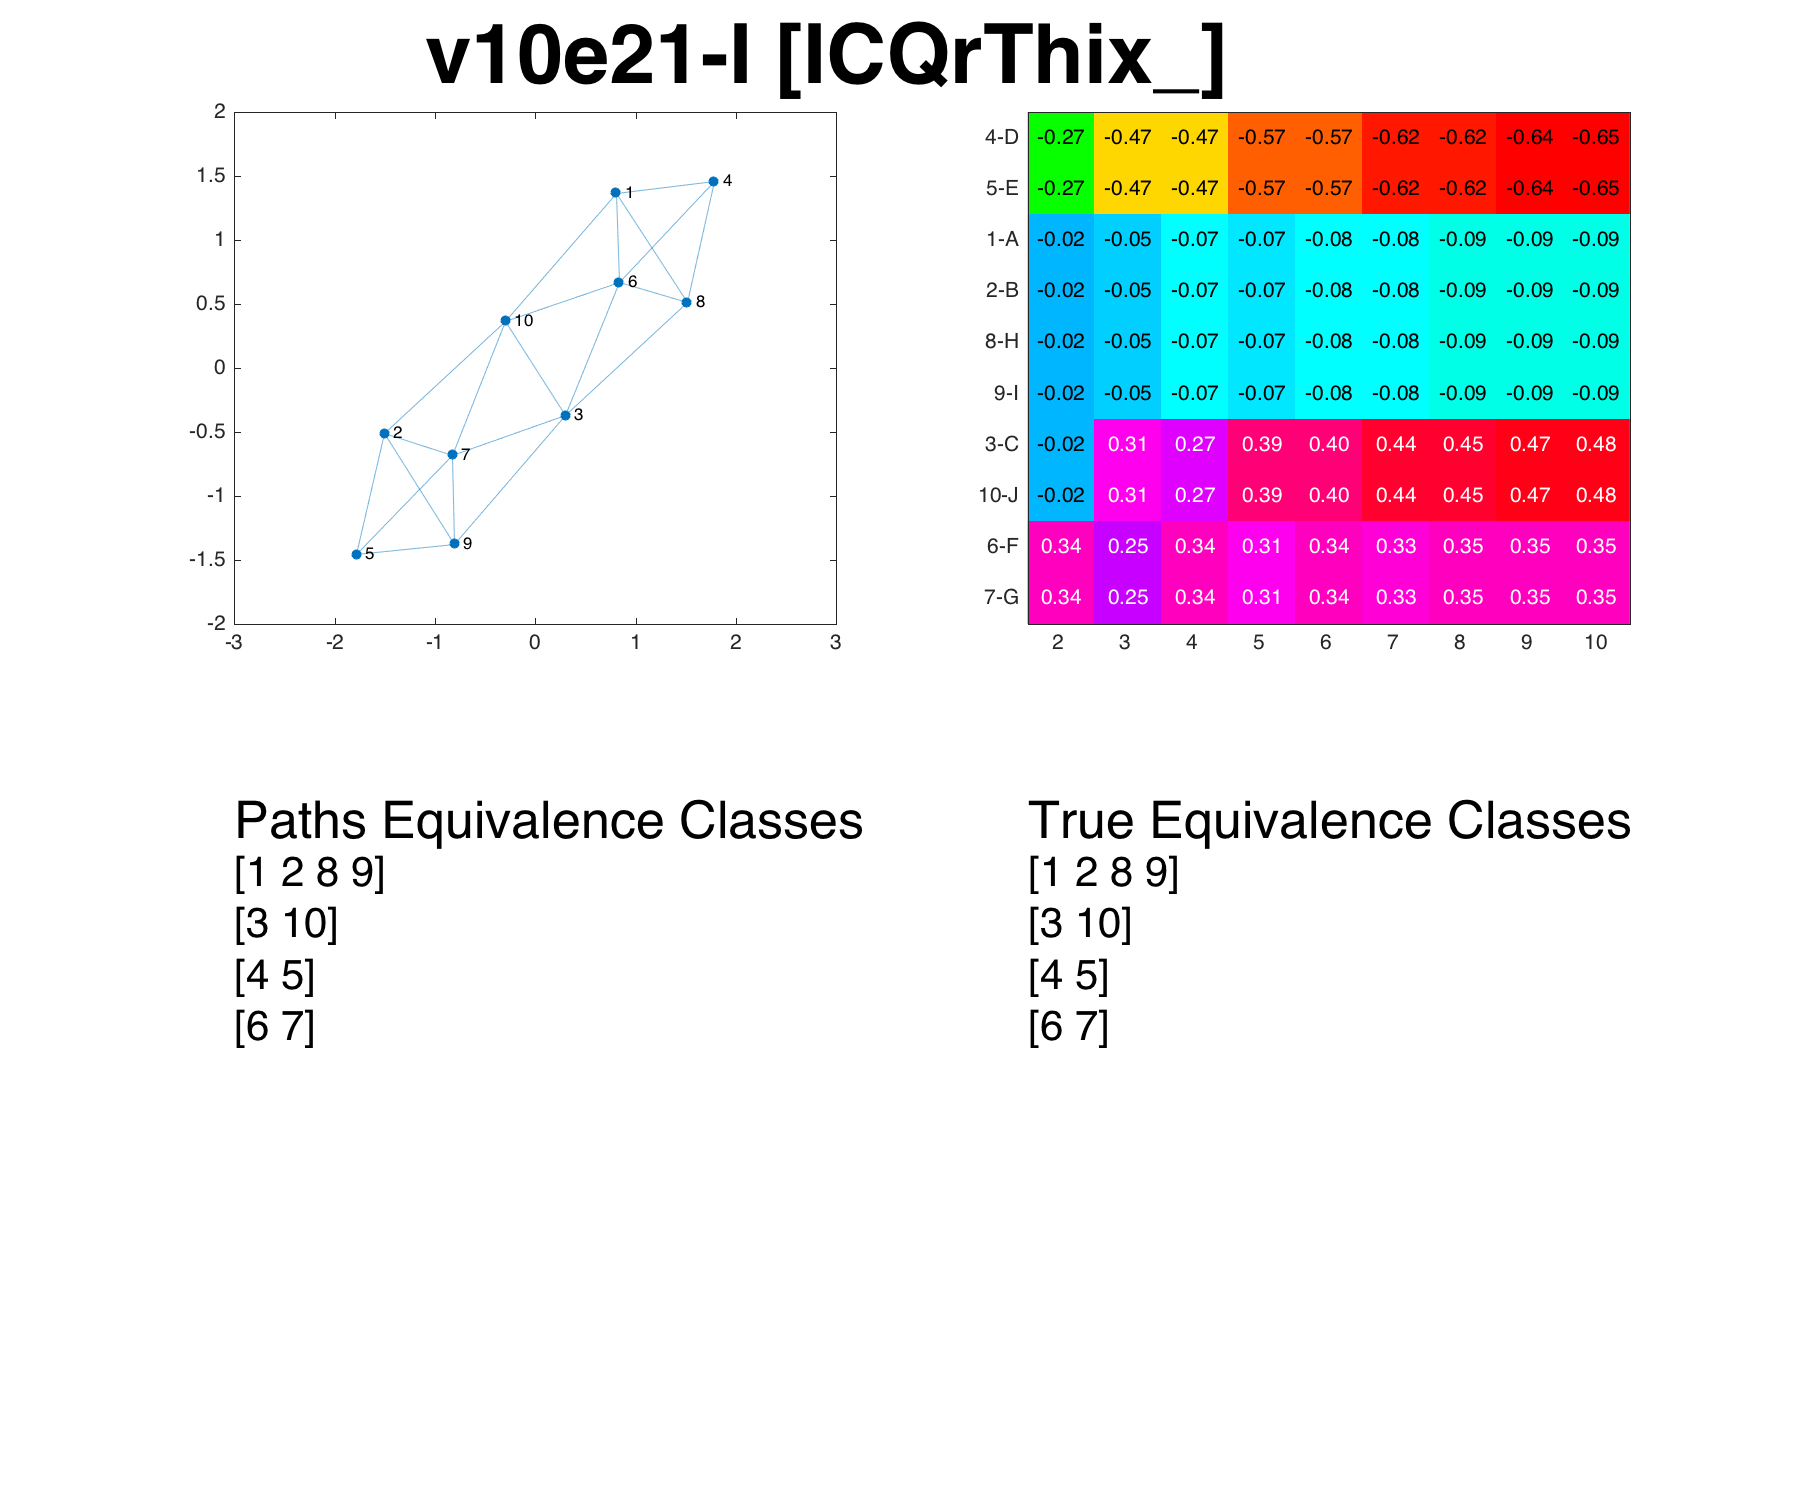 v10e21-I [ICQrThix_]
2
1.5
1
0.5
0
-0.5
-1
-1.5
-2
-3 -2 -1 0 1 2 3
1
4
6
8
10
3
2
7
5
9
4-D -0.27 -0.47 -0.47 -0.57 -0.57 -0.62 -0.62 -0.64 -0.65
5-E -0.27 -0.47 -0.47 -0.57 -0.57 -0.62 -0.62 -0.64 -0.65
1-A -0.02 -0.05 -0.07 -0.07 -0.08 -0.08 -0.09 -0.09 -0.09
2-B -0.02 -0.05 -0.07 -0.07 -0.08 -0.08 -0.09 -0.09 -0.09
8-H -0.02 -0.05 -0.07 -0.07 -0.08 -0.08 -0.09 -0.09 -0.09
9-I -0.02 -0.05 -0.07 -0.07 -0.08 -0.08 -0.09 -0.09 -0.09
3-C -0.02 0.31 0.27 0.39 0.40 0.44 0.45 0.47 0.48
10-J -0.02 0.31 0.27 0.39 0.40 0.44 0.45 0.47 0.48
6-F 0.34 0.25 0.34 0.31 0.34 0.33 0.35 0.35 0.35
7-G 0.34 0.25 0.34 0.31 0.34 0.33 0.35 0.35 0.35
2 3 4 5 6 7 8 9 10
Paths Equivalence Classes
[1 2 8 9]
[3 10]
[4 5]
[6 7]
True Equivalence Classes
[1 2 8 9]
[3 10]
[4 5]
[6 7]